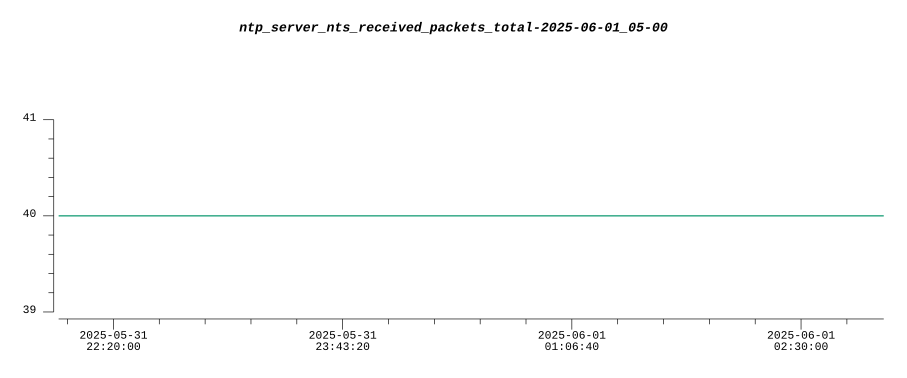 ntp_server_nts_received_packets_total-2025-06-01_05-00
41
40
39
2025-05-31 2025-05-31 2025-06-01 2025-06-01
22:20:00 23:43:20 01:06:40 02:30:00